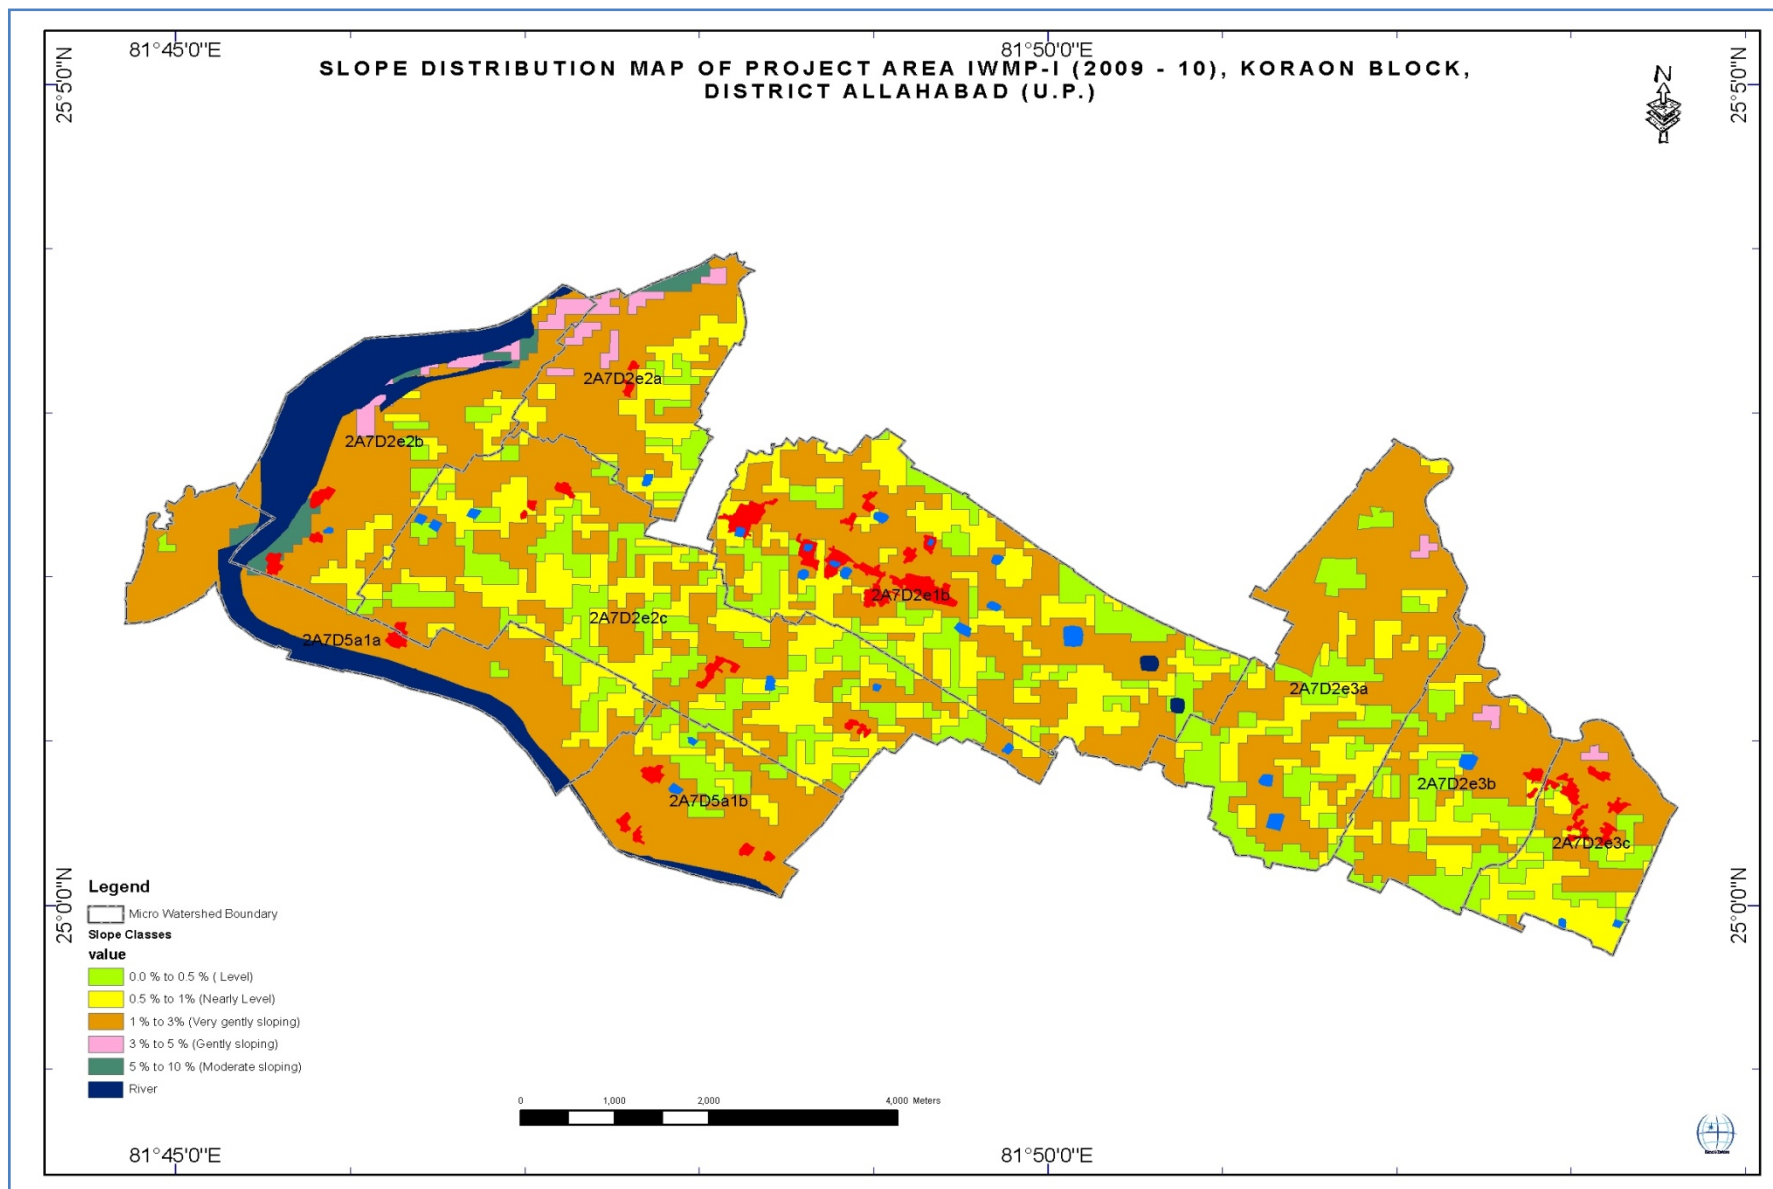 81°45'0"E 81°50'0"E
SLOPE DISTRIBUTION MAP OF PROJECT AREA IWMP-I (2009 - 10), KORAON BLOCK,
DISTRICT ALLAHABAD (U.P.)
N
25°5'0"N 25°5'0"N
2A7D2e2a
2A7D2e2b
2A7D2e1b
2A7D2e2c
2A7D5a1a
2A7D2e3a
2A7D2e3b
2A7D5a1b
2A7D2e3c
25°0'0"N 25°0'0"N
Legend
Micro Watershed Boundary
Slope Classes
value
0.0 % to 0.5 % ( Level)
0.5 % to 1% (Nearly Level)
1 % to 3% (Very gently sloping)
3 % to 5 % (Gently sloping)
5 % to 10 % (Moderate sloping)
River
0 1,000 2,000 4,000 Meters
81°45'0"E 81°50'0"E